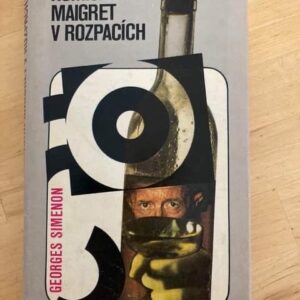 MAIGRET
V ROZPACÍCH
GEORGES SIMENON